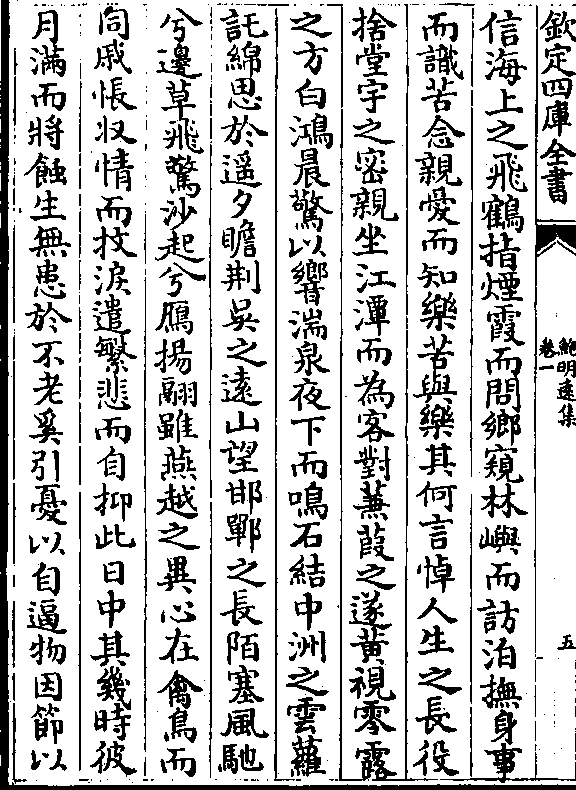 欽定四庫全書
鮑明遠集
卷一
五
信海上之飛鶴指煙霞而問鄉窺林嶼而訪泊撫身事
而識苦念親愛而知樂苦與樂其何言悼人生之長役
捨堂宇之密親坐江潭而為客對蒹葭之遂黄視零露
之方白鴻晨驚以響湍泉夜下而鳴石結中洲之雲蘿
託綿思於遥夕瞻荆吳之逺山望邯鄲之長陌塞風馳
兮邊草飛驚沙起兮鴈揚翮雖燕越之異心在禽鳥而
同戚悵収情而抆淚遣繁悲而自抑此日中其幾時彼
月滿而將蝕生無患於不老奚引憂以自逼物因節以